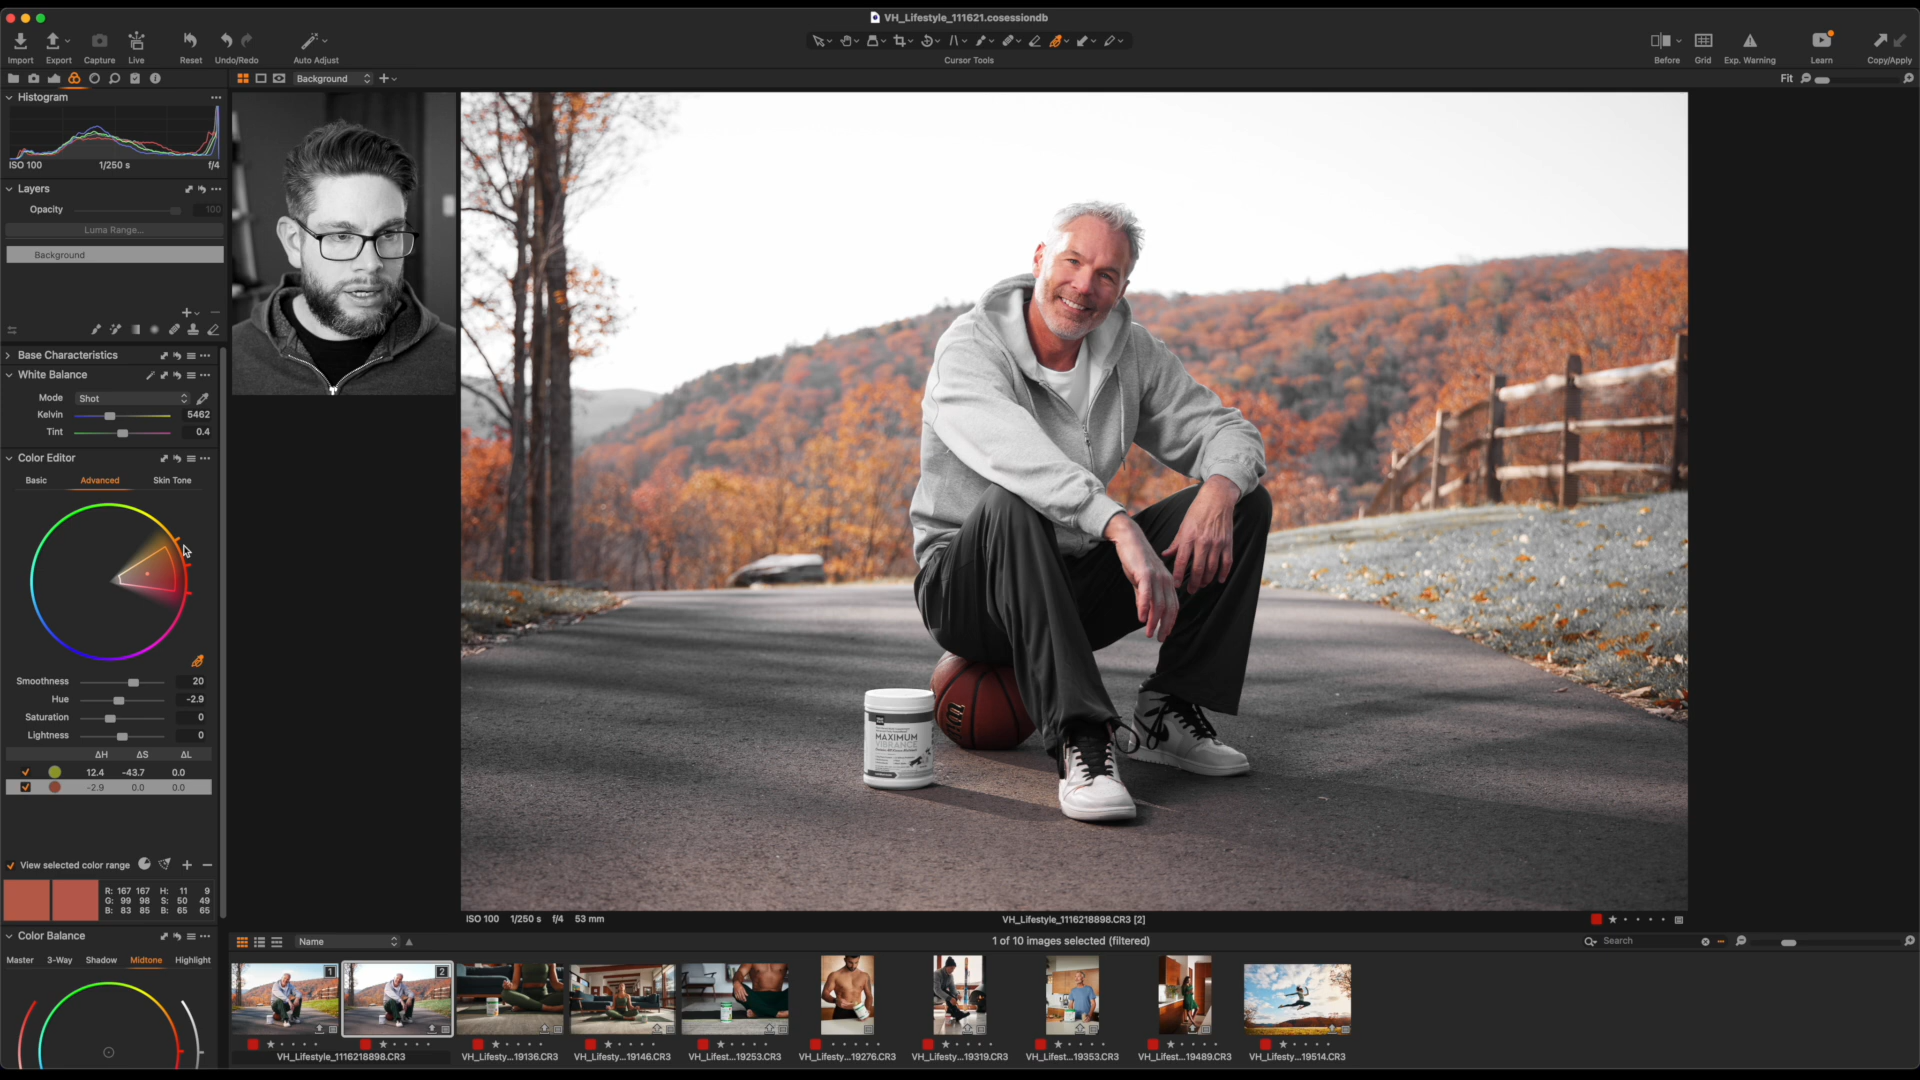 VH_Lifestyle_111621.cosessiondb
Import
Export
Capture
Live
Reset
Undo/Redo
Auto Adjust
Cursor Tools
Before
Grid
Exp. Warning
Learn
Copy/Apply
Background
Fit
Histogram
ISO 100
1/250 s
f/4
Layers
Opacity
100
Luma Range...
Background
Base Characteristics
White Balance
Mode
Shot
Kelvin
5462
Tint
0.4
Color Editor
Basic
Advanced
Skin Tone
Smoothness
20
Hue
-2.9
Saturation
0
Lightness
0
ΔH ΔS ΔL
12.4 -43.7 0.0
-2.9 0.0 0.0
View selected color range
R: 167 167 H: 11 9
G: 99 98 S: 50 49
B: 83 85 B: 65 65
Color Balance
Master
3-Way
Shadow
Midtone
Highlight
MAXIMUM
VIBRANCE
ISO 100 1/250 s f/4 53 mm
VH_Lifestyle_1116218898.CR3 [2]
Name
1 of 10 images selected (filtered)
Search
1
2
VH_Lifestyle_1116218898.CR3
VH_Lifesty...19136.CR3
VH_Lifesty...19146.CR3
VH_Lifest...19253.CR3
VH_Lifesty...19276.CR3
VH_Lifesty...19319.CR3
VH_Lifest...19353.CR3
VH_Lifest...19489.CR3
VH_Lifesty...19514.CR3